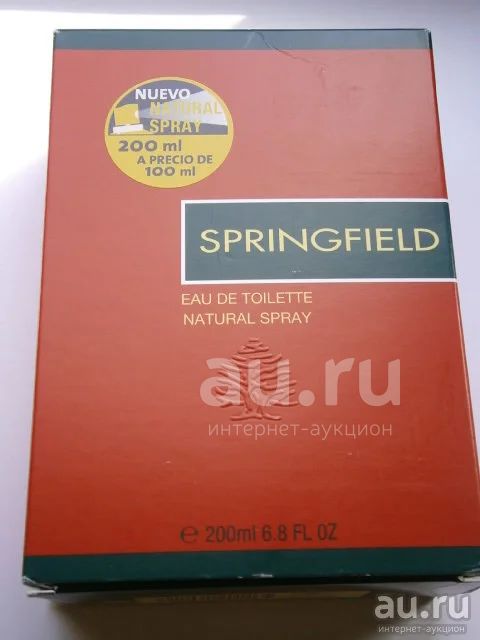 NUEVO
NATURAL
SPRAY
200 ml
A PRECIO DE
100 ml
SPRINGFIELD
EAU DE TOILETTE
NATURAL SPRAY
au.ru
интернет-аукцион
e 200ml 6.8 FL OZ
au.ru
интернет-аукцион